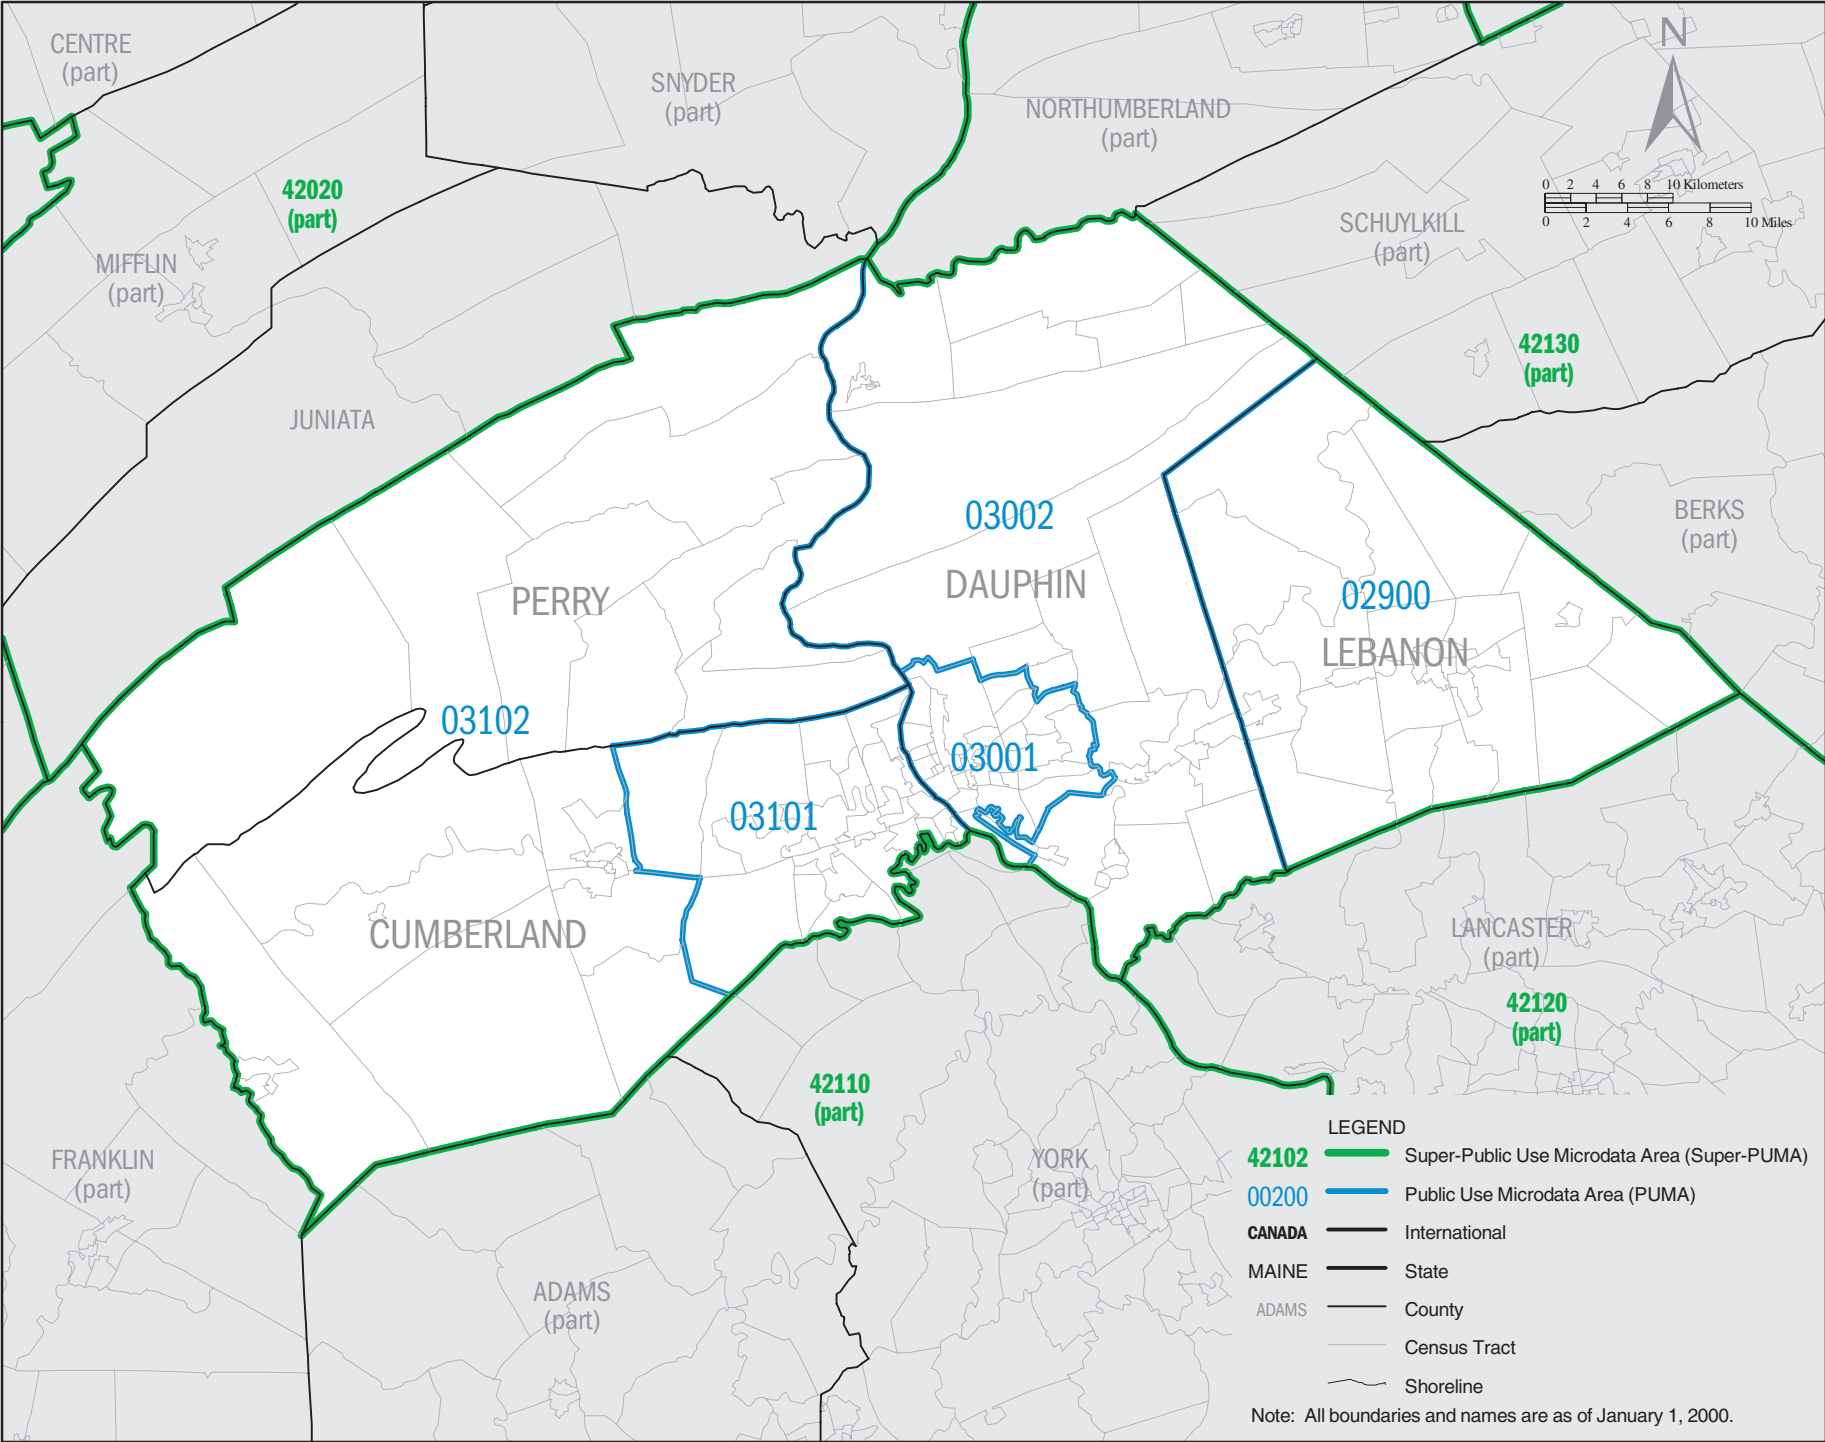 CENTRE
(part)
SNYDER
(part)
NORTHUMBERLAND
(part)
N
0 2 4 6 8 10 Kilometers
0 2 4 6 8 10 Miles
42020
(part)
SCHUYLKILL
(part)
MIFFLIN
(part)
42130
(part)
JUNIATA
BERKS
(part)
03002
DAUPHIN
PERRY
02900
LEBANON
03102
03001
03101
CUMBERLAND
LANCASTER
(part)
42120
(part)
42110
(part)
FRANKLIN
(part)
YORK
(part)
ADAMS
(part)
LEGEND
42102 Super-Public Use Microdata Area (Super-PUMA)
00200 Public Use Microdata Area (PUMA)
CANADA International
MAINE State
ADAMS County
Census Tract
Shoreline
Note: All boundaries and names are as of January 1, 2000.